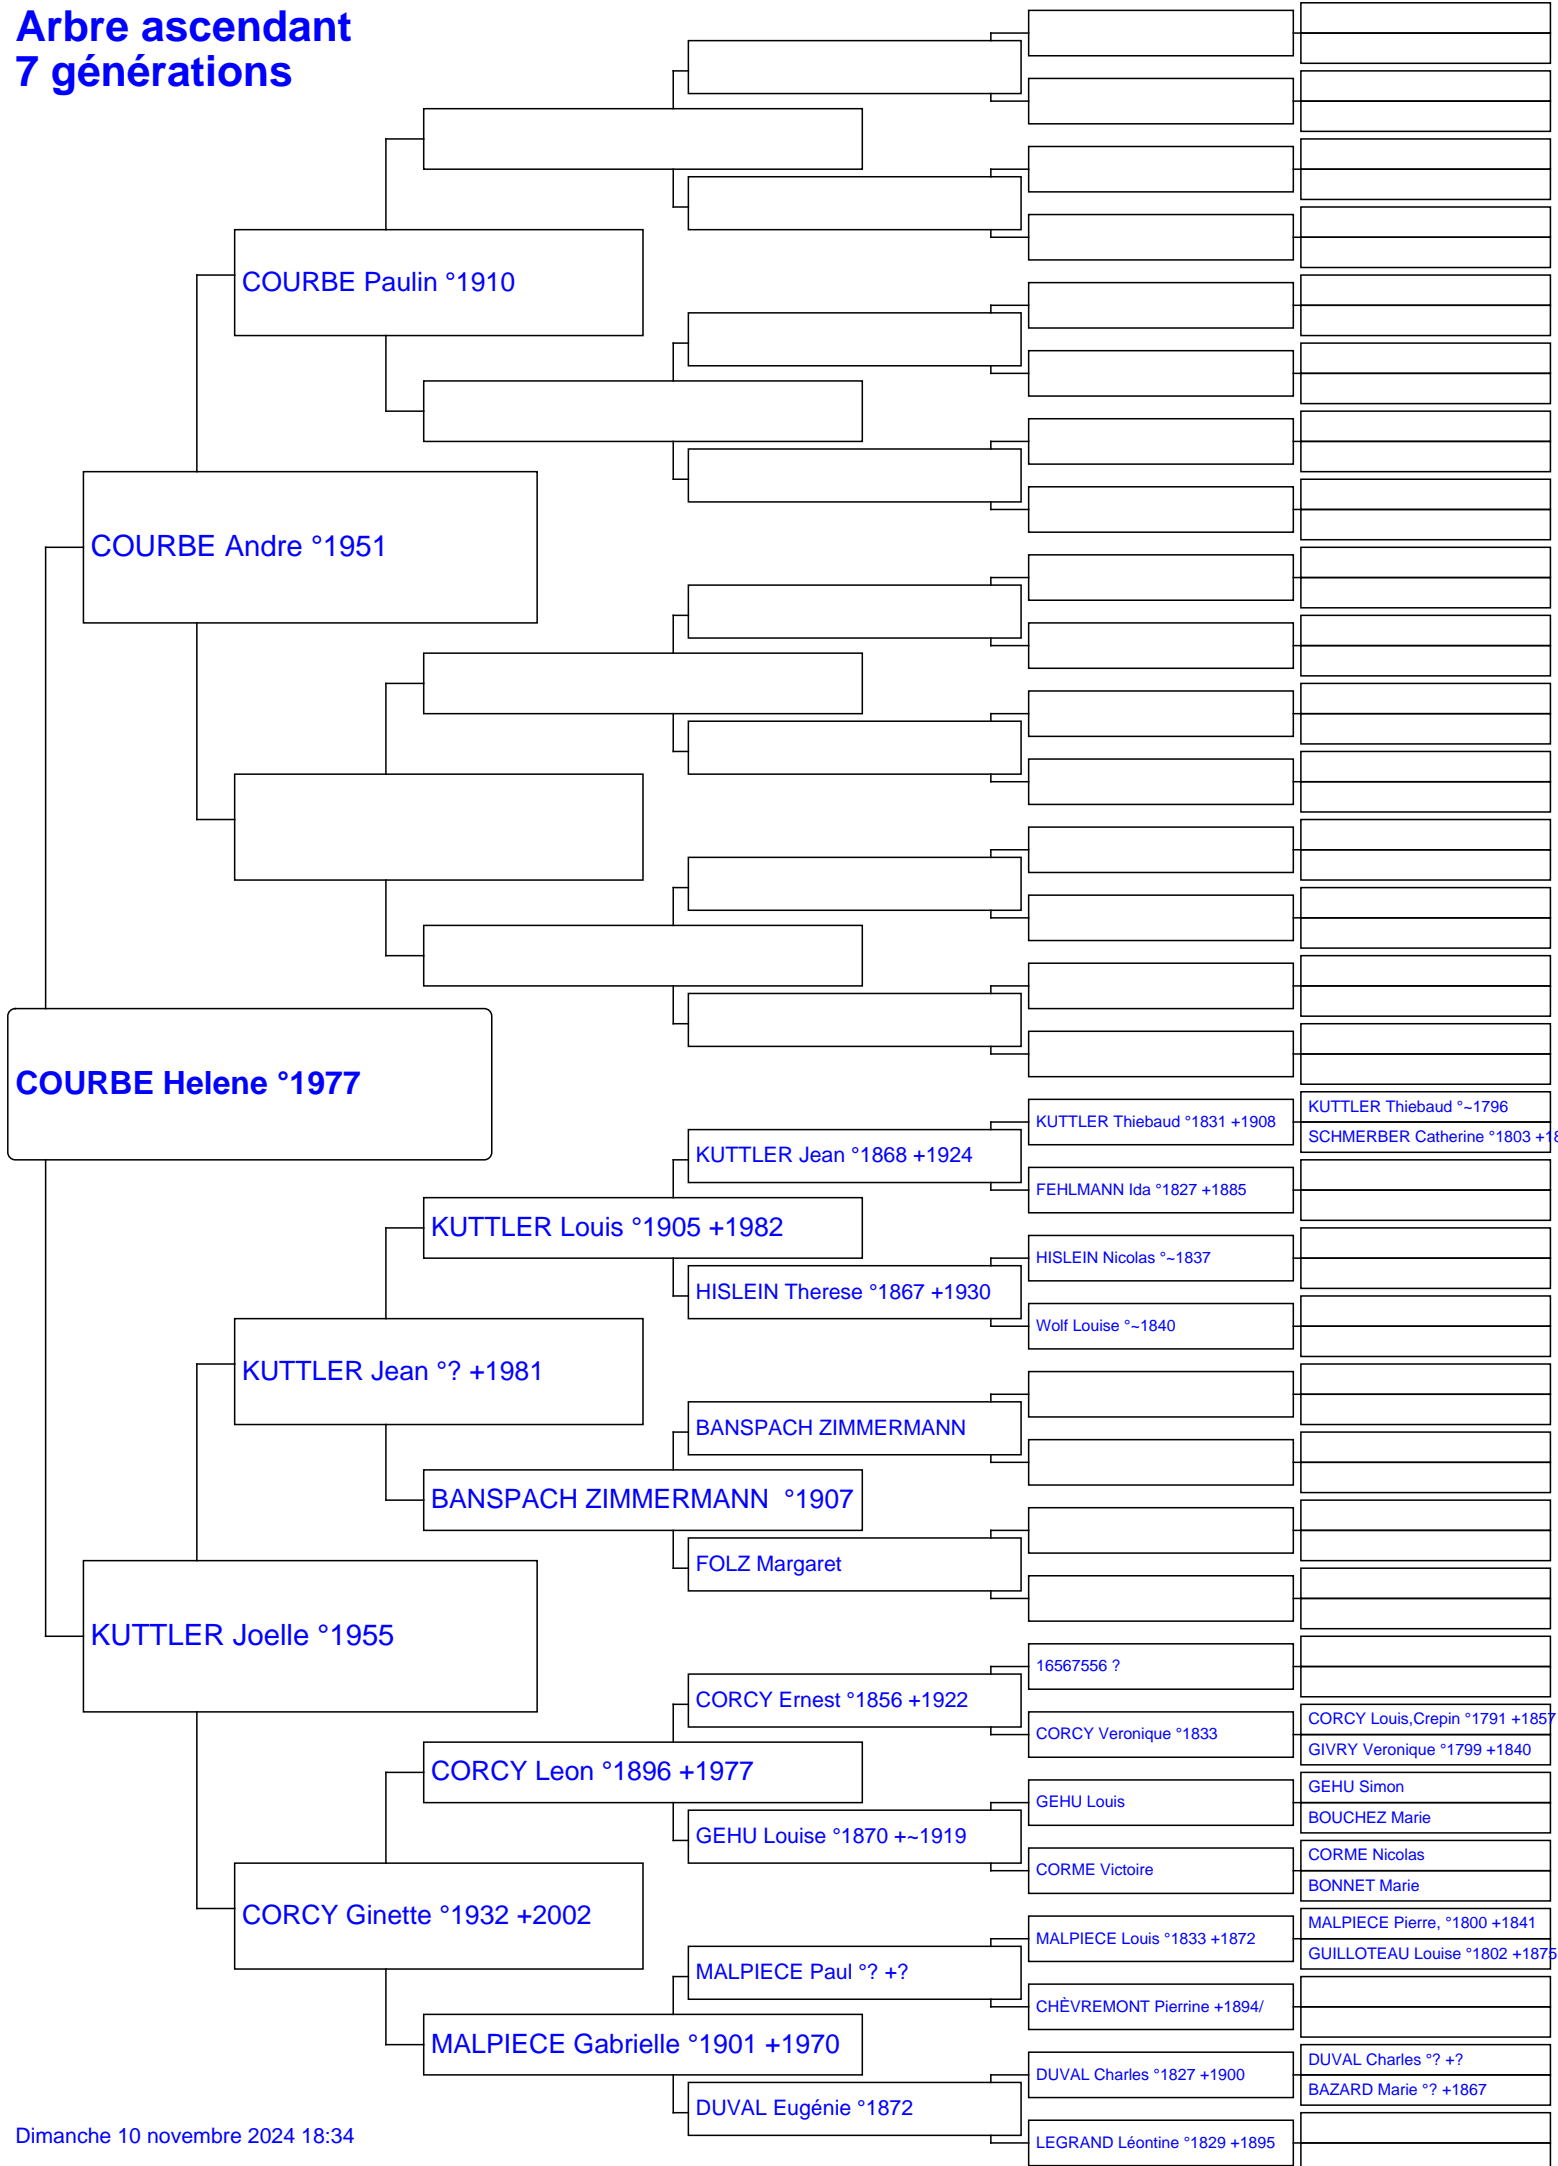 Arbre ascendant
7 générations
COURBE Paulin °1910
COURBE Andre °1951
COURBE Helene °1977
KUTTLER Thiebaud °~1796
KUTTLER Thiebaud °1831 +1908
SCHMERBER Catherine °1803 +18
KUTTLER Jean °1868 +1924
FEHLMANN Ida °1827 +1885
KUTTLER Louis °1905 +1982
HISLEIN Nicolas °~1837
HISLEIN Therese °1867 +1930
Wolf Louise °~1840
KUTTLER Jean °? +1981
BANSPACH ZIMMERMANN
BANSPACH ZIMMERMANN °1907
FOLZ Margaret
KUTTLER Joelle °1955
16567556 ?
CORCY Ernest °1856 +1922
CORCY Louis,Crepin °1791 +1857
CORCY Veronique °1833
GIVRY Veronique °1799 +1840
CORCY Leon °1896 +1977
GEHU Simon
GEHU Louis
BOUCHEZ Marie
GEHU Louise °1870 +~1919
CORME Nicolas
CORME Victoire
BONNET Marie
CORCY Ginette °1932 +2002
MALPIECE Pierre, °1800 +1841
MALPIECE Louis °1833 +1872
GUILLOTEAU Louise °1802 +1875
MALPIECE Paul °? +?
CHÈVREMONT Pierrine +1894/
MALPIECE Gabrielle °1901 +1970
DUVAL Charles °? +?
DUVAL Charles °1827 +1900
BAZARD Marie °? +1867
DUVAL Eugénie °1872
LEGRAND Léontine °1829 +1895
Dimanche 10 novembre 2024 18:34